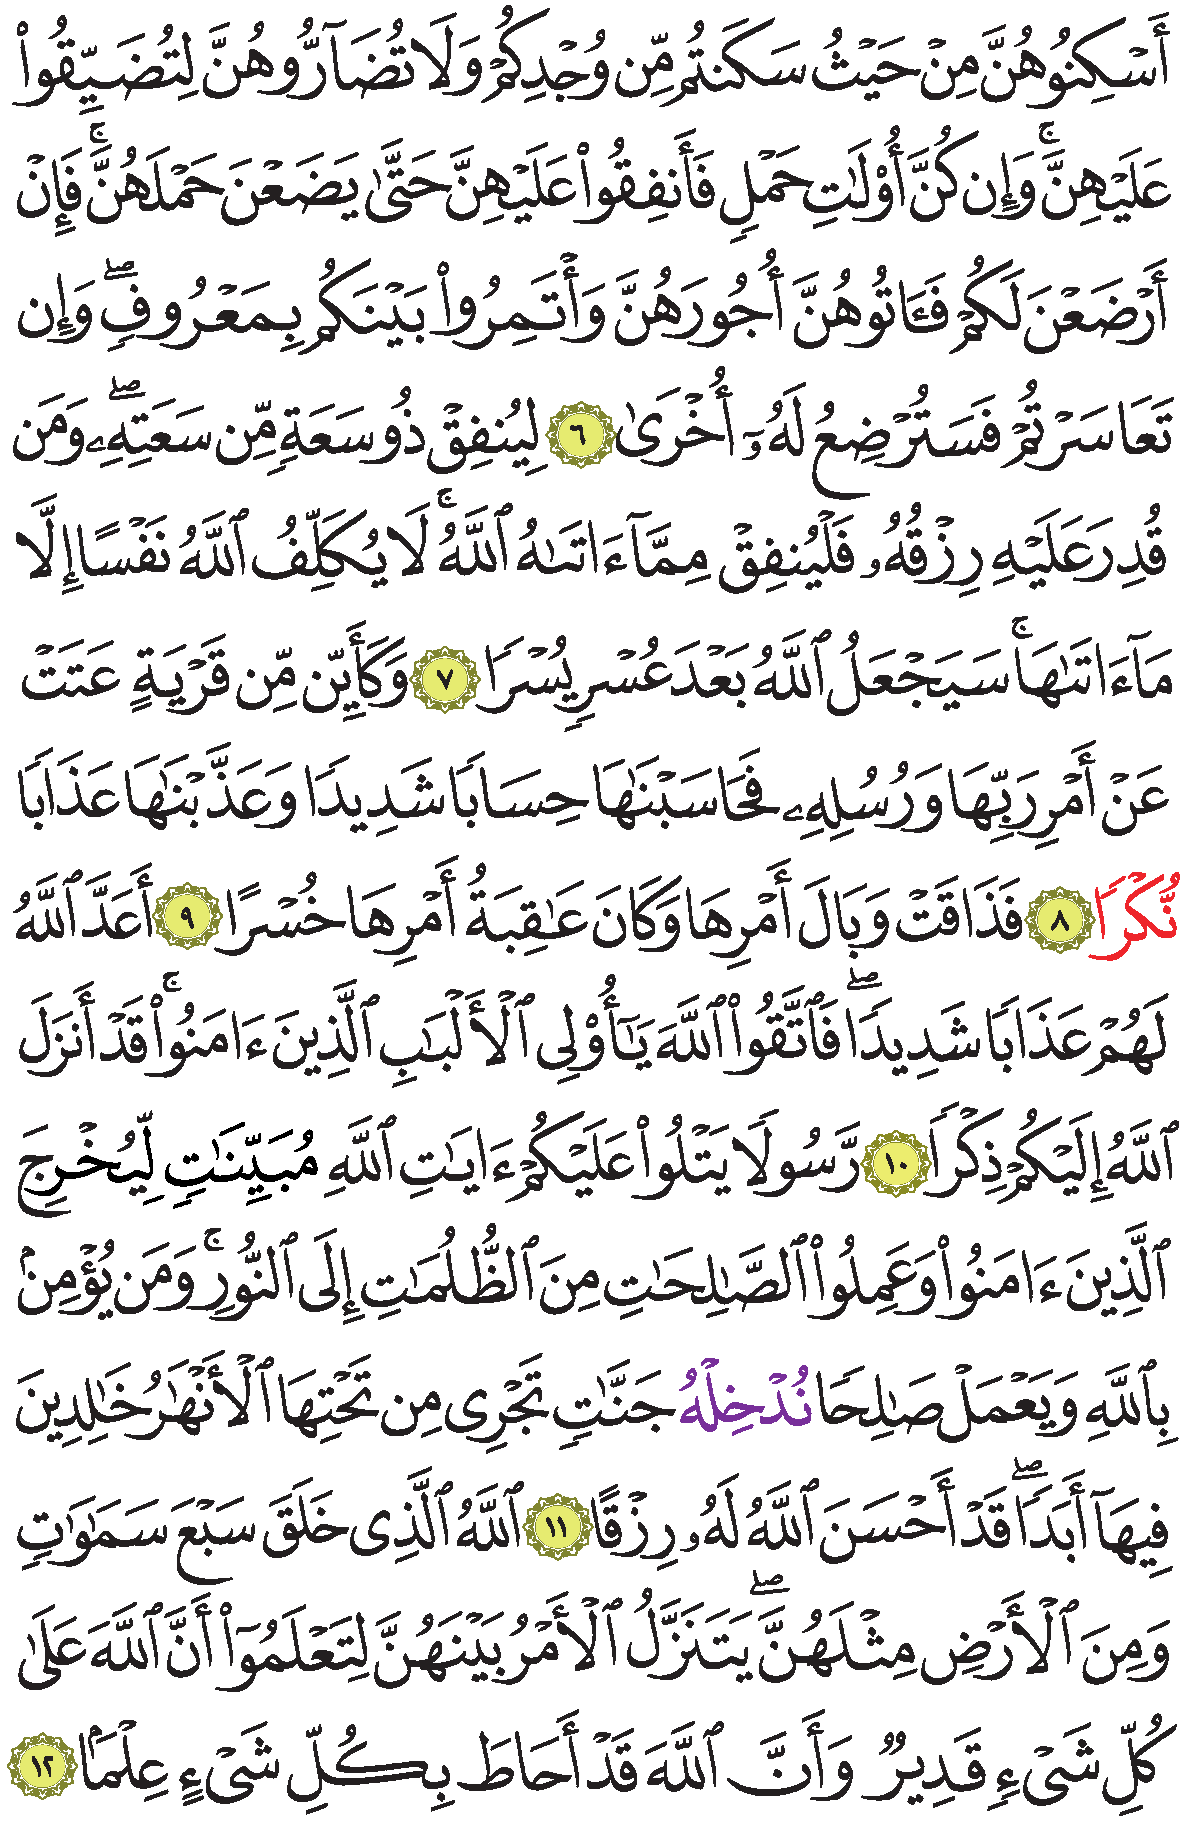 أَسْكِنُوهُنَّ مِنْ حَيْثُ سَكَنتُم مِّن وُجْدِكُمْ وَلَا تُضَآرُّوهُنَّ لِتُضَيِّقُوا۟
عَلَيْهِنَّ ۚ وَإِن كُنَّ أُو۟لَـٰتِ حَمْلٍ فَأَنفِقُوا۟ عَلَيْهِنَّ حَتَّىٰ يَضَعْنَ حَمْلَهُنَّ ۚ فَإِنْ
أَرْضَعْنَ لَكُمْ فَـَٔاتُوهُنَّ أُجُورَهُنَّ وَأْتَمِرُوا۟ بَيْنَكُم بِمَعْرُوفٍ ۖ وَإِن
تَعَاسَرْتُمْ فَسَتُرْضِعُ لَهُۥٓ أُخْرَىٰ ٦ لِيُنفِقْ ذُو سَعَةٍ مِّن سَعَتِهِۦ ۖ وَمَن
قُدِرَ عَلَيْهِ رِزْقُهُۥ فَلْيُنفِقْ مِمَّآ ءَاتَىٰهُ ٱللَّهُ ۚ لَا يُكَلِّفُ ٱللَّهُ نَفْسًا إِلَّا
مَآ ءَاتَىٰهَا ۚ سَيَجْعَلُ ٱللَّهُ بَعْدَ عُسْرٍ يُسْرًا ٧ وَكَأَيِّن مِّن قَرْيَةٍ عَتَتْ
عَنْ أَمْرِ رَبِّهَا وَرُسُلِهِۦ فَحَاسَبْنَـٰهَا حِسَابًا شَدِيدًا وَعَذَّبْنَـٰهَا عَذَابًا
نُّكْرًا ٨ فَذَاقَتْ وَبَالَ أَمْرِهَا وَكَانَ عَـٰقِبَةُ أَمْرِهَا خُسْرًا ٩ أَعَدَّ ٱللَّهُ
لَهُمْ عَذَابًا شَدِيدًا ۖ فَٱتَّقُوا۟ ٱللَّهَ يَـٰٓأُو۟لِى ٱلْأَلْبَـٰبِ ٱلَّذِينَ ءَامَنُوا۟ ۚ قَدْ أَنزَلَ
ٱللَّهُ إِلَيْكُمْ ذِكْرًا ١٠ رَّسُولًا يَتْلُوا۟ عَلَيْكُمْ ءَايَـٰتِ ٱللَّهِ مُبَيِّنَـٰتٍ لِّيُخْرِجَ
ٱلَّذِينَ ءَامَنُوا۟ وَعَمِلُوا۟ ٱلصَّـٰلِحَـٰتِ مِنَ ٱلظُّلُمَـٰتِ إِلَى ٱلنُّورِ ۚ وَمَن يُؤْمِنۢ
بِٱللَّهِ وَيَعْمَلْ صَـٰلِحًا نُدْخِلْهُ جَنَّـٰتٍ تَجْرِى مِن تَحْتِهَا ٱلْأَنْهَـٰرُ خَـٰلِدِينَ
فِيهَآ أَبَدًا ۖ قَدْ أَحْسَنَ ٱللَّهُ لَهُۥ رِزْقًا ١١ ٱللَّهُ ٱلَّذِى خَلَقَ سَبْعَ سَمَـٰوَٰتٍ
وَمِنَ ٱلْأَرْضِ مِثْلَهُنَّ ۖ يَتَنَزَّلُ ٱلْأَمْرُ بَيْنَهُنَّ لِتَعْلَمُوٓا۟ أَنَّ ٱللَّهَ عَلَىٰ
كُلِّ شَىْءٍ قَدِيرٌ وَأَنَّ ٱللَّهَ قَدْ أَحَاطَ بِكُلِّ شَىْءٍ عِلْمًۢا ١٢